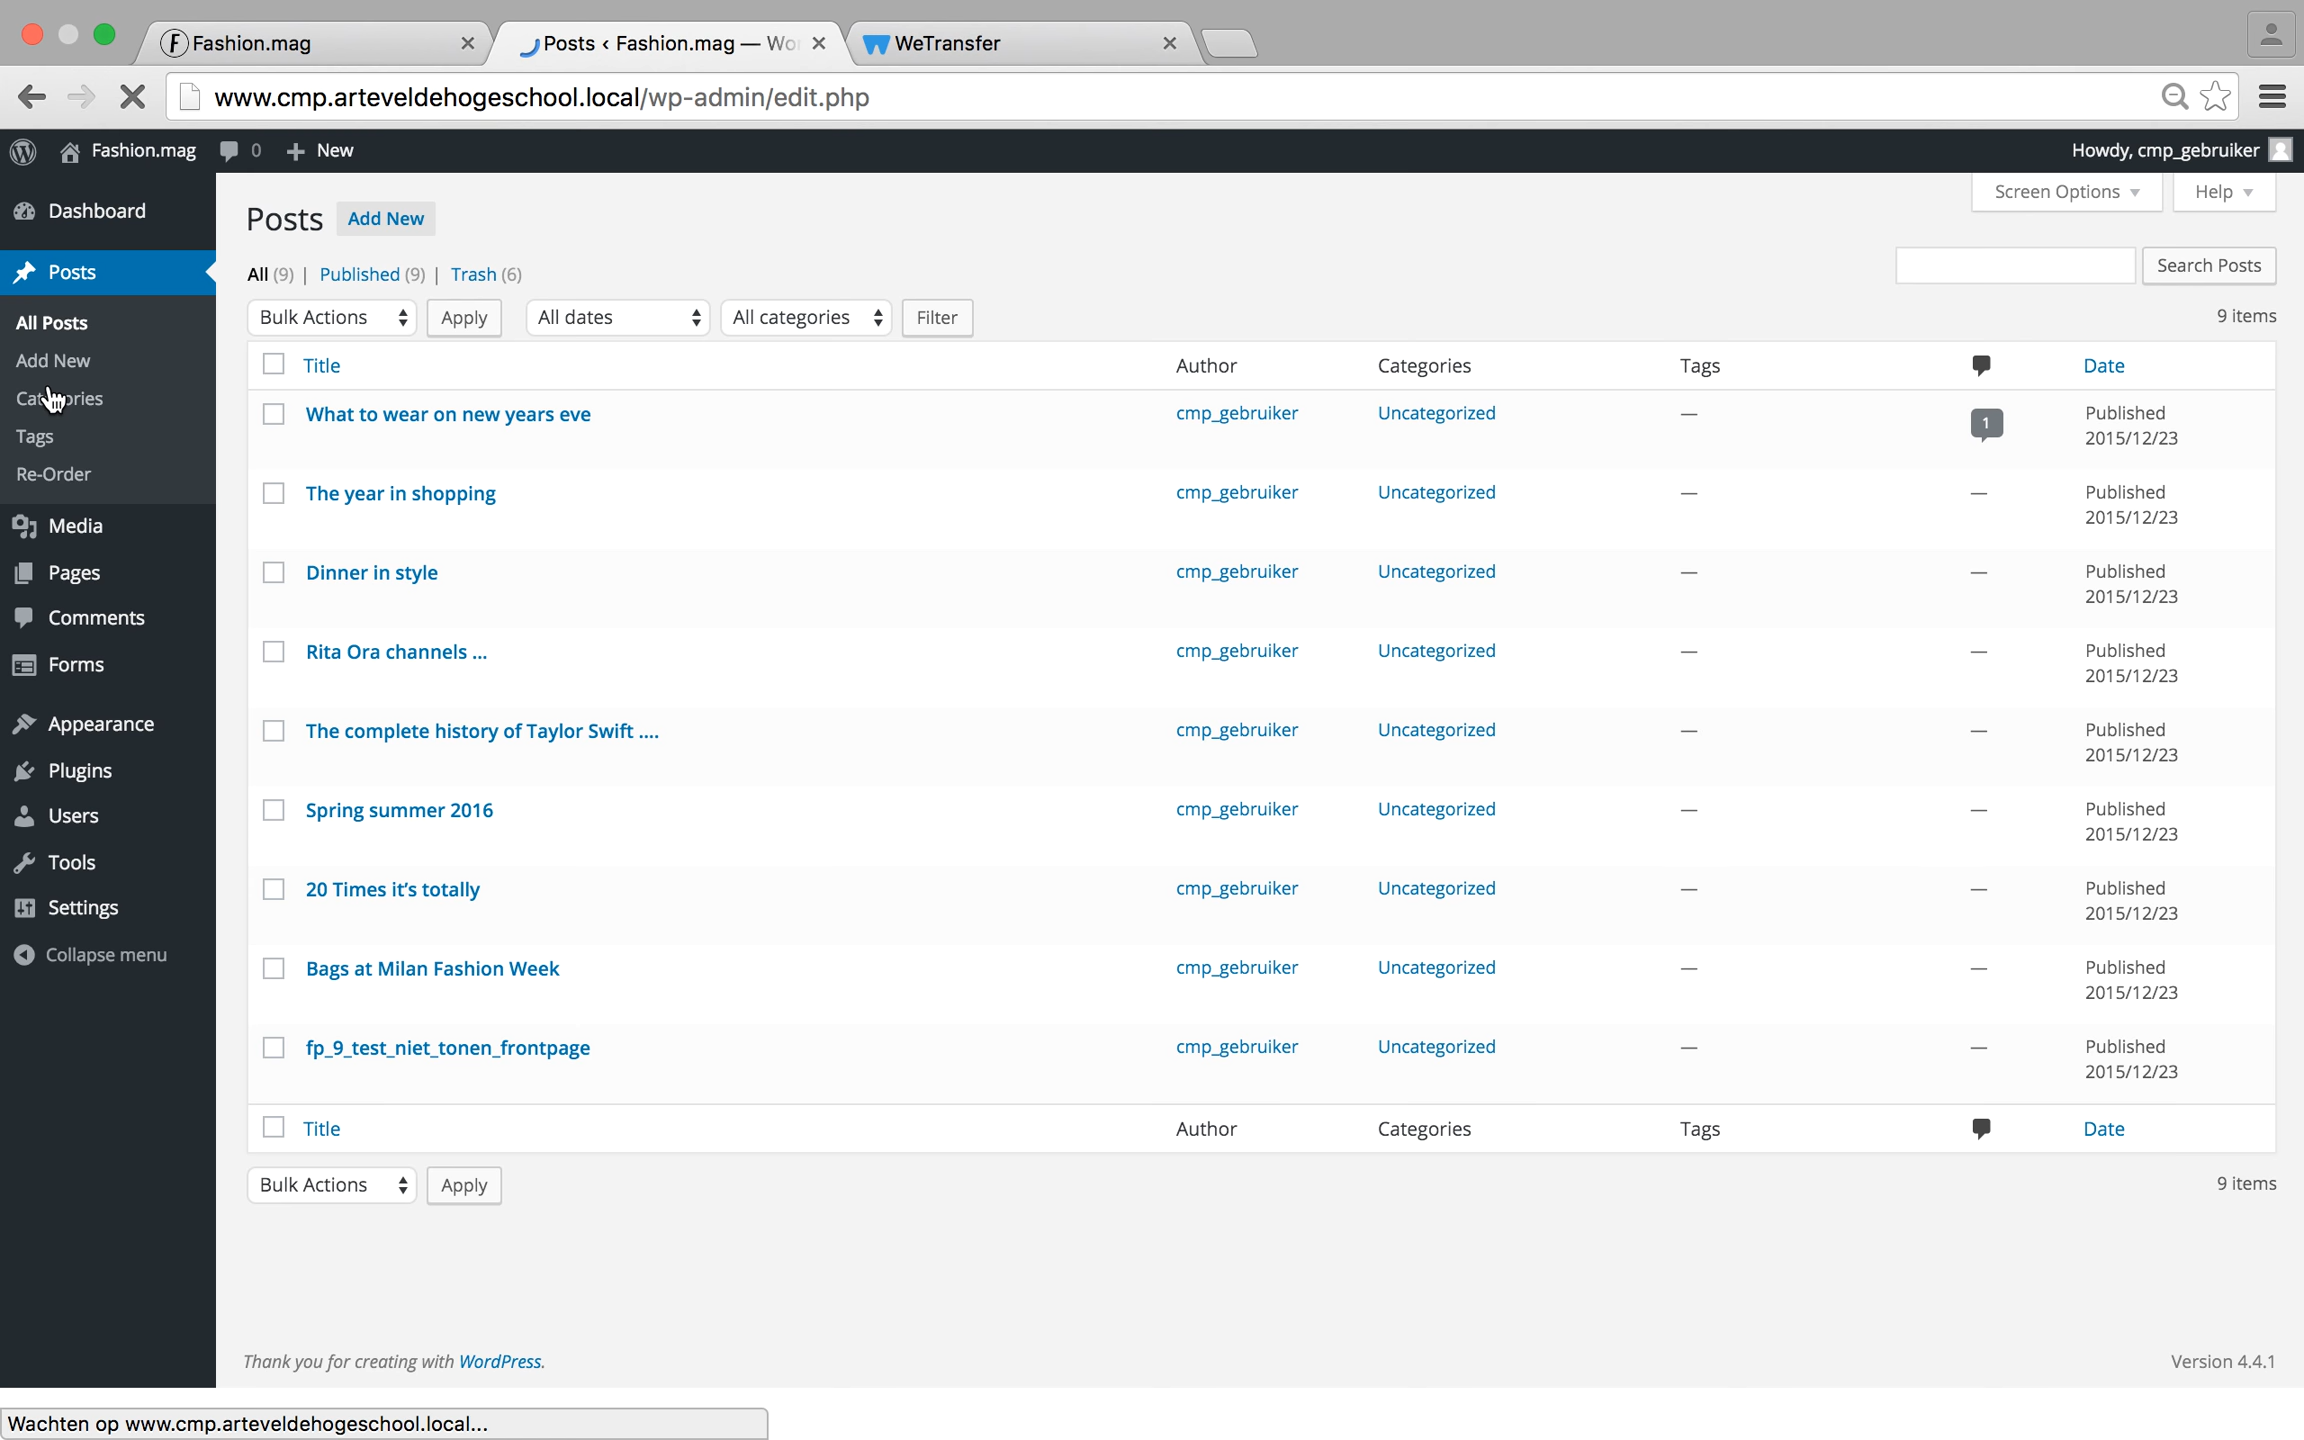 Fashion.mag
Posts ‹ Fashion.mag — Wo
WeTransfer
www.cmp.arteveldehogeschool.local/wp-admin/edit.php
Fashion.mag 0 New
Howdy, cmp_gebruiker
Screen Options Help
Dashboard
Posts
All Posts
Add New
Categories
Tags
Re-Order
Media
Pages
Comments
Forms
Appearance
Plugins
Users
Tools
Settings
Collapse menu
Posts Add New
All (9) | Published (9) | Trash (6)
Search Posts
Bulk Actions Apply All dates All categories Filter
9 items
Title Author Categories Tags Date
What to wear on new years eve cmp_gebruiker Uncategorized — 1 Published
2015/12/23
The year in shopping cmp_gebruiker Uncategorized — — Published
2015/12/23
Dinner in style cmp_gebruiker Uncategorized — — Published
2015/12/23
Rita Ora channels ... cmp_gebruiker Uncategorized — — Published
2015/12/23
The complete history of Taylor Swift .... cmp_gebruiker Uncategorized — — Published
2015/12/23
Spring summer 2016 cmp_gebruiker Uncategorized — — Published
2015/12/23
20 Times it's totally cmp_gebruiker Uncategorized — — Published
2015/12/23
Bags at Milan Fashion Week cmp_gebruiker Uncategorized — — Published
2015/12/23
fp_9_test_niet_tonen_frontpage cmp_gebruiker Uncategorized — — Published
2015/12/23
Title Author Categories Tags Date
Bulk Actions Apply
9 items
Thank you for creating with WordPress.
Version 4.4.1
Wachten op www.cmp.arteveldehogeschool.local...